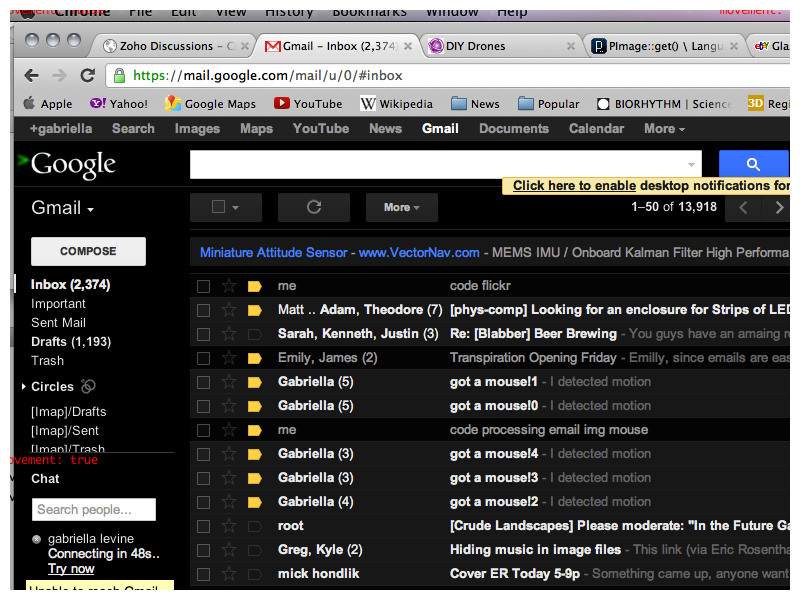 Chrome File Edit View History Bookmarks Window Help
movement:
Zoho Discussions - C
Gmail - Inbox (2,374)
DIY Drones
PImage::get() \ Langu
ebY Gla
https://mail.google.com/mail/u/0/#inbox
Apple Yahoo! Google Maps YouTube Wikipedia News Popular BIORHYTHM | Science 3D Regi
+gabriella Search Images Maps YouTube News Gmail Documents Calendar More
Google
Click here to enable desktop notifications for
Gmail
More
1–50 of 13,918
COMPOSE
Miniature Attitude Sensor - www.VectorNav.com - MEMS IMU / Onboard Kalman Filter High Performa
Inbox (2,374)
Important
Sent Mail
Drafts (1,193)
Trash
Circles
[Imap]/Drafts
[Imap]/Sent
[Imap]/Trash
me code flickr
Matt .. Adam, Theodore (7) [phys-comp] Looking for an enclosure for Strips of LED
Sarah, Kenneth, Justin (3) Re: [Blabber] Beer Brewing - You guys have an amaing r
Emily, James (2) Transpiration Opening Friday - Emilly, since emails are eas
Gabriella (5) got a mouse!1 - I detected motion
Gabriella (5) got a mouse!0 - I detected motion
me code processing email img mouse
Gabriella (3) got a mouse!4 - I detected motion
Gabriella (3) got a mouse!3 - I detected motion
Gabriella (4) got a mouse!2 - I detected motion
root [Crude Landscapes] Please moderate: "In the Future Ga
Greg, Kyle (2) Hiding music in image files - This link (via Eric Rosentha
mick hondlik Cover ER Today 5-9p - Something came up, anyone want
ovement: true
Chat
Search people...
gabriella levine
Connecting in 48s..
Try now
Unable to reach Gmail